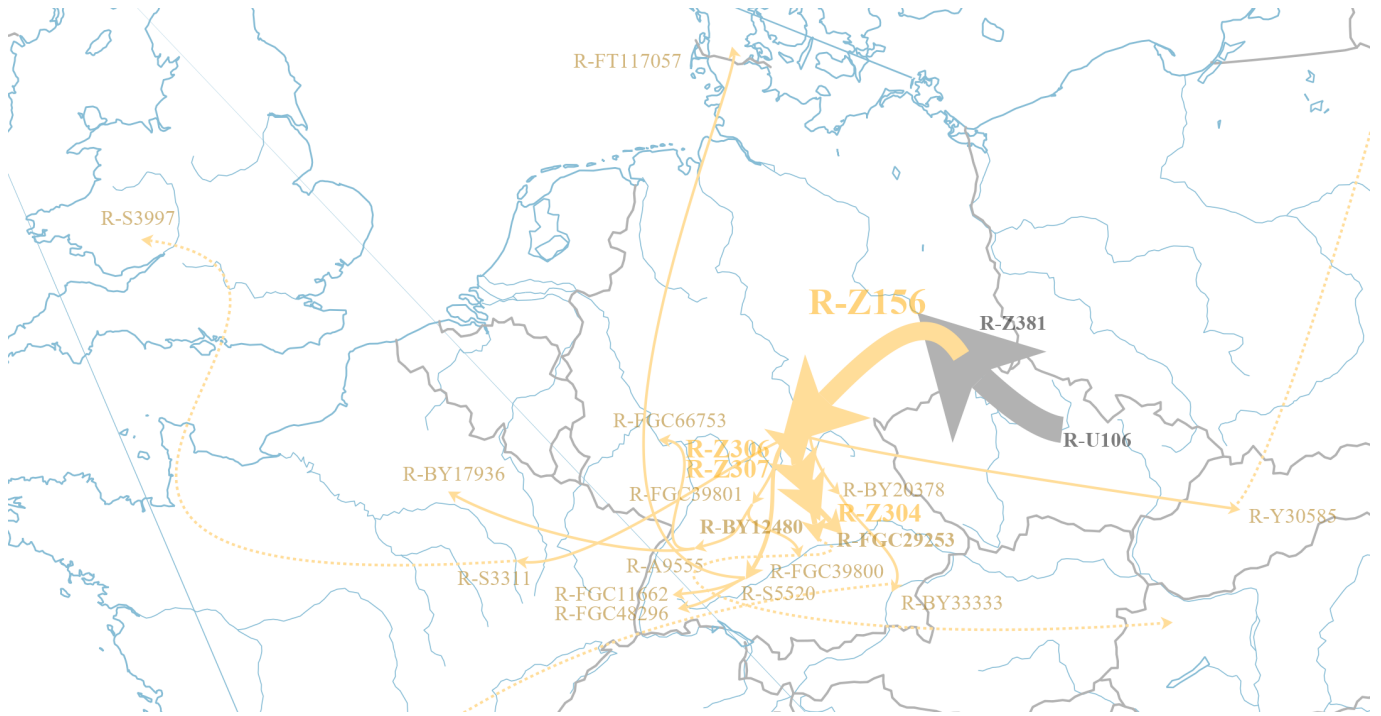 R-FT117057
R-S3997
R-Z156
R-Z381
R-FGC66753
R-U106
R-Z306
R-Z307
R-BY17936
R-FGC39801
R-BY20378
R-Z304
R-Y30585
R-BY12480
R-FGC29253
R-A9555
R-FGC39800
R-S3311
R-FGC11662
R-S5520
R-BY33333
R-FGC48296